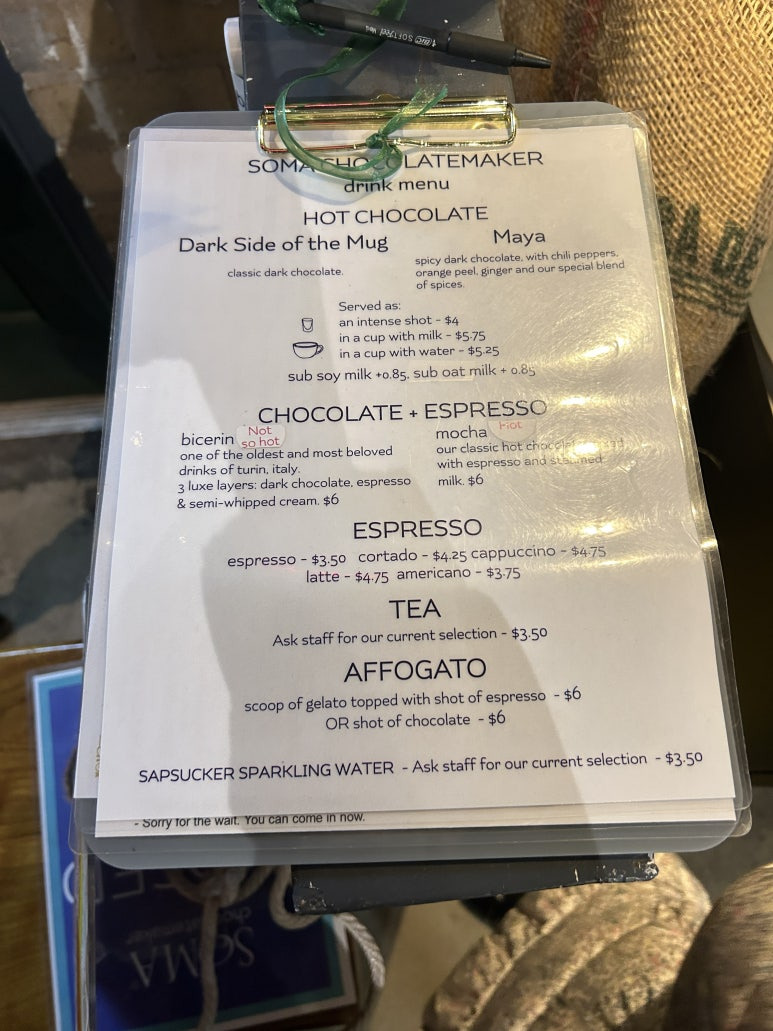 BIC SOFTfeel Med
SOMA CHOCOLATEMAKER
drink menu
HOT CHOCOLATE
Dark Side of the Mug
classic dark chocolate.
Maya
spicy dark chocolate, with chili peppers,
orange peel, ginger and our special blend
of spices.
Served as:
an intense shot - $4
in a cup with milk - $5.75
in a cup with water - $5.25
sub soy milk +0.85, sub oat milk + 0.85
CHOCOLATE + ESPRESSO
bicerin
Not
so hot
one of the oldest and most beloved
drinks of turin, italy.
3 luxe layers: dark chocolate, espresso
& semi-whipped cream. $6
mocha
Hot
our classic hot chocolate
with espresso and steamed
milk. $6
ESPRESSO
espresso - $3.50 cortado - $4.25 cappuccino - $4.75
latte - $4.75 americano - $3.75
TEA
Ask staff for our current selection - $3.50
AFFOGATO
scoop of gelato topped with shot of espresso - $6
OR shot of chocolate - $6
SAPSUCKER SPARKLING WATER - Ask staff for our current selection - $3.50
- Sorry for the wait. You can come in now.
SOMA
chocolatemaker